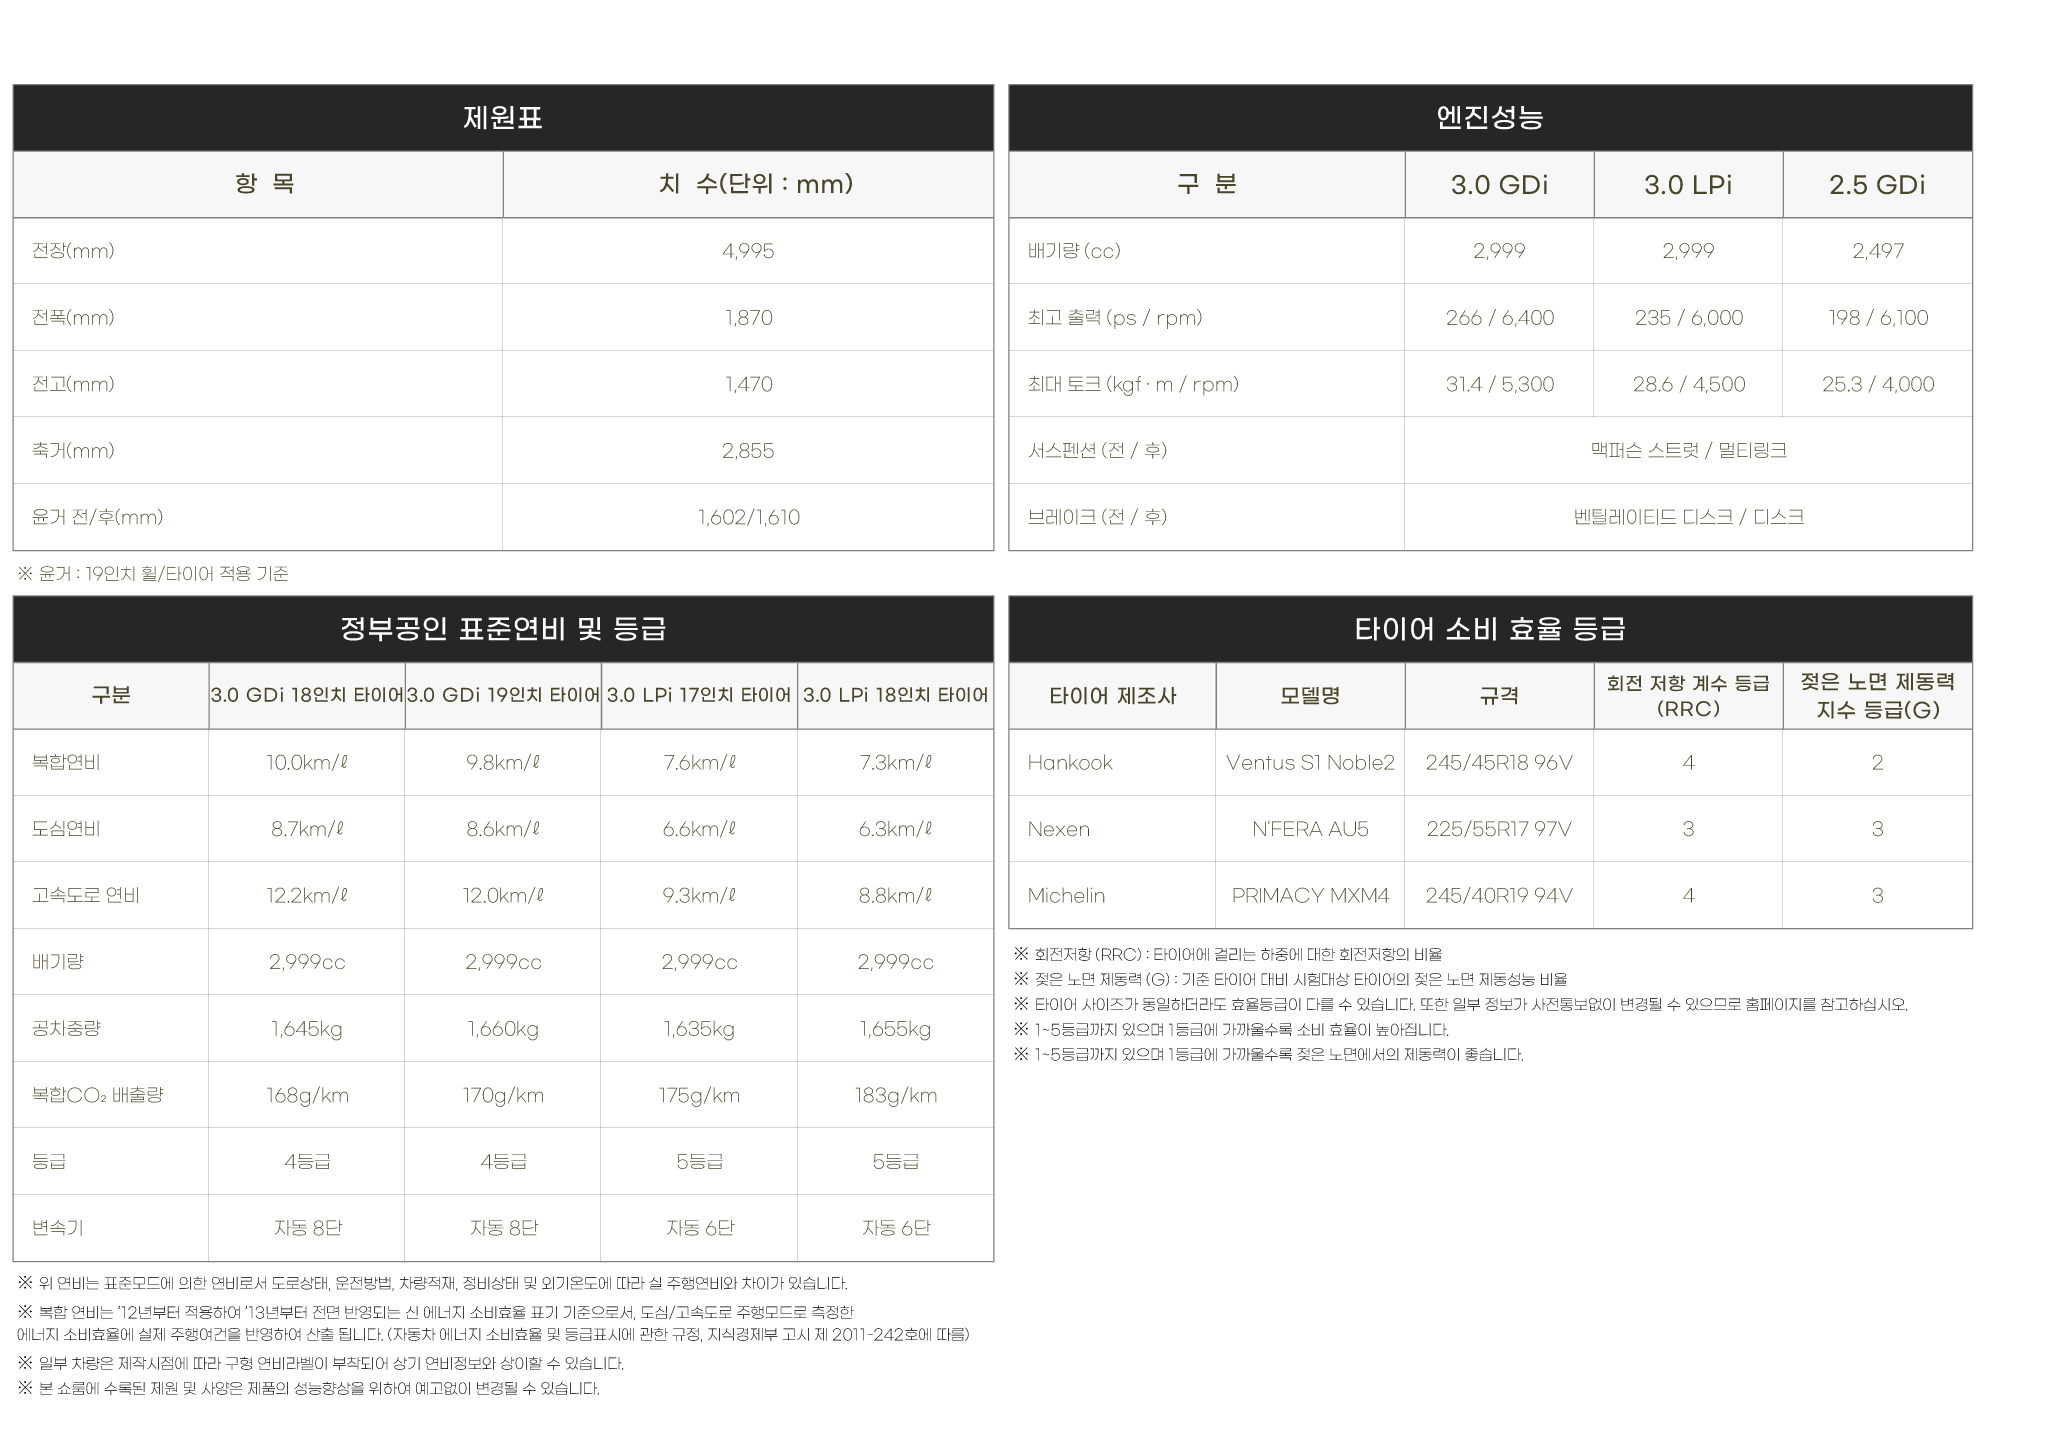 제원표
항 목 치 수(단위 : mm)
전장(mm) 4,995
전폭(mm) 1,870
전고(mm) 1,470
축거(mm) 2,855
윤거 전/후(mm) 1,602/1,610
※ 윤거 : 19인치 휠/타이어 적용 기준
엔진성능
구 분 3.0 GDi 3.0 LPi 2.5 GDi
배기량 (cc) 2,999 2,999 2,497
최고 출력 (ps / rpm) 266 / 6,400 235 / 6,000 198 / 6,100
최대 토크 (kgf · m / rpm) 31.4 / 5,300 28.6 / 4,500 25.3 / 4,000
서스펜션 (전 / 후) 맥퍼슨 스트럿 / 멀티링크
브레이크 (전 / 후) 벤틸레이티드 디스크 / 디스크
정부공인 표준연비 및 등급
구분 3.0 GDi 18인치 타이어 3.0 GDi 19인치 타이어 3.0 LPi 17인치 타이어 3.0 LPi 18인치 타이어
복합연비 10.0km/ℓ 9.8km/ℓ 7.6km/ℓ 7.3km/ℓ
도심연비 8.7km/ℓ 8.6km/ℓ 6.6km/ℓ 6.3km/ℓ
고속도로 연비 12.2km/ℓ 12.0km/ℓ 9.3km/ℓ 8.8km/ℓ
배기량 2,999cc 2,999cc 2,999cc 2,999cc
공차중량 1,645kg 1,660kg 1,635kg 1,655kg
복합CO₂ 배출량 168g/km 170g/km 175g/km 183g/km
등급 4등급 4등급 5등급 5등급
변속기 자동 8단 자동 8단 자동 6단 자동 6단
※ 위 연비는 표준모드에 의한 연비로서 도로상태, 운전방법, 차량적재, 정비상태 및 외기온도에 따라 실 주행연비와 차이가 있습니다.
※ 복합 연비는 '12년부터 적용하여 '13년부터 전면 반영되는 신 에너지 소비효율 표기 기준으로서, 도심/고속도로 주행모드로 측정한
에너지 소비효율에 실제 주행여건을 반영하여 산출 됩니다. (자동차 에너지 소비효율 및 등급표시에 관한 규정, 지식경제부 고시 제 2011-242호에 따름)
※ 일부 차량은 제작시점에 따라 구형 연비라벨이 부착되어 상기 연비정보와 상이할 수 있습니다.
※ 본 쇼룸에 수록된 제원 및 사양은 제품의 성능향상을 위하여 예고없이 변경될 수 있습니다.
타이어 소비 효율 등급
타이어 제조사 모델명 규격 회전 저항 계수 등급 (RRC) 젖은 노면 제동력 지수 등급(G)
Hankook Ventus S1 Noble2 245/45R18 96V 4 2
Nexen N'FERA AU5 225/55R17 97V 3 3
Michelin PRIMACY MXM4 245/40R19 94V 4 3
※ 회전저항 (RRC) : 타이어에 걸리는 하중에 대한 회전저항의 비율
※ 젖은 노면 제동력 (G) : 기준 타이어 대비 시험대상 타이어의 젖은 노면 제동성능 비율
※ 타이어 사이즈가 동일하더라도 효율등급이 다를 수 있습니다. 또한 일부 정보가 사전통보없이 변경될 수 있으므로 홈페이지를 참고하십시오.
※ 1~5등급까지 있으며 1등급에 가까울수록 소비 효율이 높아집니다.
※ 1~5등급까지 있으며 1등급에 가까울수록 젖은 노면에서의 제동력이 좋습니다.